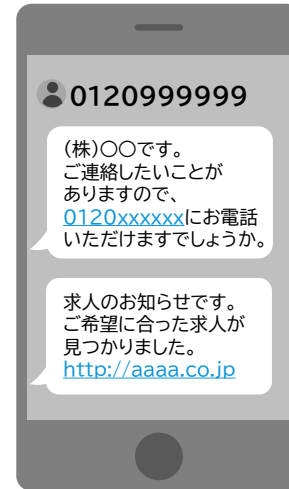 0120999999
(株)〇〇です。
ご連絡したいことが
ありますので、
0120xxxxxxにお電話
いただけますでしょうか。
求人のお知らせです。
ご希望に合った求人が
見つかりました。
http://aaaa.co.jp